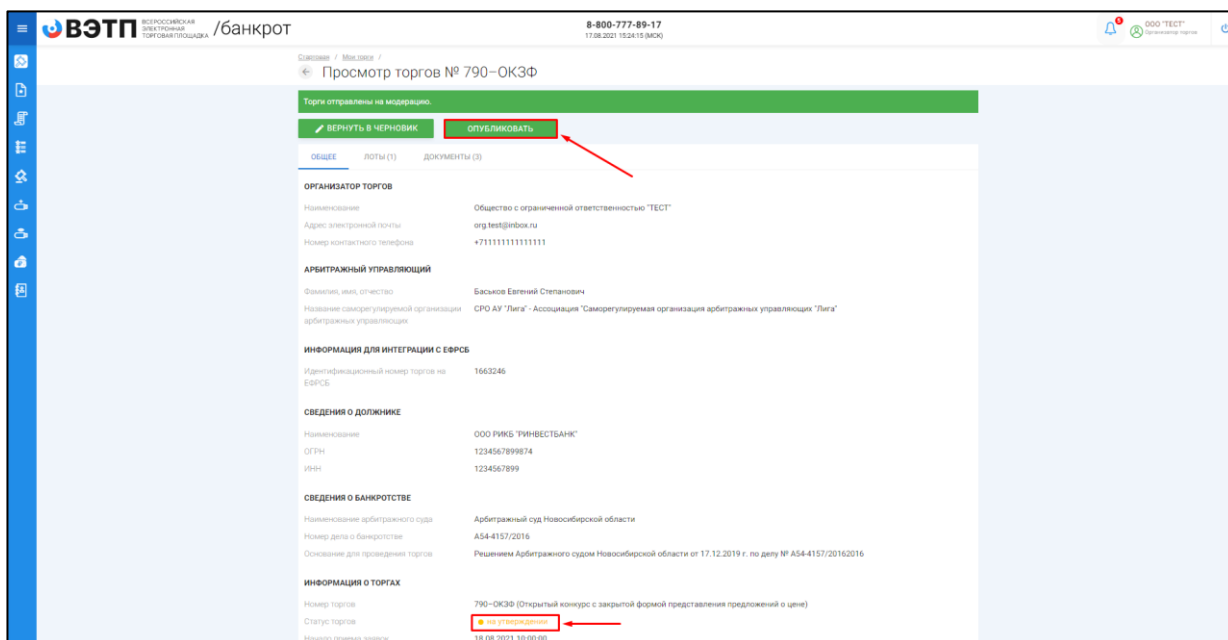 ВЭТП ВСЕРОССИЙСКАЯ ЭЛЕКТРОННАЯ ТОРГОВАЯ ПЛОЩАДКА /банкрот
8-800-777-89-17
17.08.2021 15:24:15 (МСК)
5
ООО "ТЕСТ"
Организатор торгов
Стартовая / Мои торги /
Просмотр торгов № 790–ОКЗФ
Торги отправлены на модерацию.
ВЕРНУТЬ В ЧЕРНОВИК ОПУБЛИКОВАТЬ
ОБЩЕЕ ЛОТЫ (1) ДОКУМЕНТЫ (3)
ОРГАНИЗАТОР ТОРГОВ
Наименование Общество с ограниченной ответственностью "ТЕСТ"
Адрес электронной почты org.test@inbox.ru
Номер контактного телефона +711111111111111
АРБИТРАЖНЫЙ УПРАВЛЯЮЩИЙ
Фамилия, имя, отчество Баськов Евгений Степанович
Название саморегулируемой организации СРО АУ "Лига" - Ассоциация "Саморегулируемая организация арбитражных управляющих "Лига"
арбитражных управляющих
ИНФОРМАЦИЯ ДЛЯ ИНТЕГРАЦИИ С ЕФРСБ
Идентификационный номер торгов на 1663246
ЕФРСБ
СВЕДЕНИЯ О ДОЛЖНИКЕ
Наименование ООО РИКБ "РИНВЕСТБАНК"
ОГРН 1234567899874
ИНН 1234567899
СВЕДЕНИЯ О БАНКРОТСТВЕ
Наименование арбитражного суда Арбитражный суд Новосибирской области
Номер дела о банкротстве А54-4157/2016
Основание для проведения торгов Решением Арбитражного судом Новосибирской области от 17.12.2019 г. по делу № А54-4157/20162016
ИНФОРМАЦИЯ О ТОРГАХ
Номер торгов 790–ОКЗФ (Открытый конкурс с закрытой формой представления предложений о цене)
Статус торгов на утверждении
Начало приема заявок 18.08.2021 10:00:00